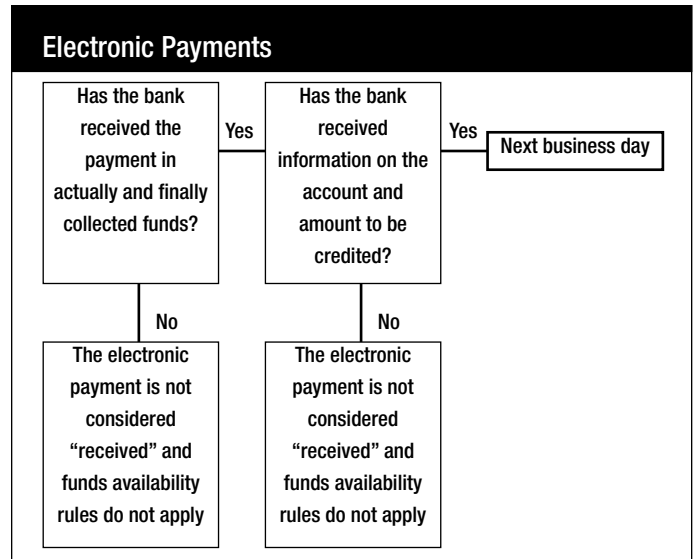 Electronic Payments
Has the bank
received the
payment in
actually and finally
collected funds?
Yes
Has the bank
received
information on the
account and
amount to be
credited?
Yes
Next business day
No
The electronic
payment is not
considered
“received” and
funds availability
rules do not apply
No
The electronic
payment is not
considered
“received” and
funds availability
rules do not apply